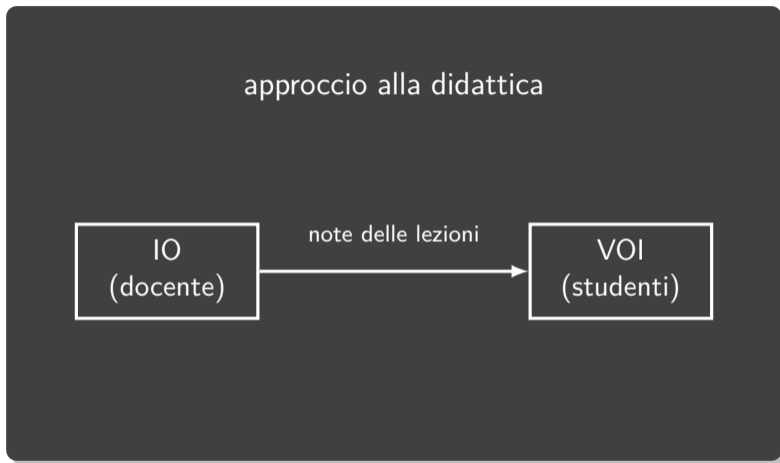 approccio alla didattica
note delle lezioni
IO
(docente)
VOI
(studenti)